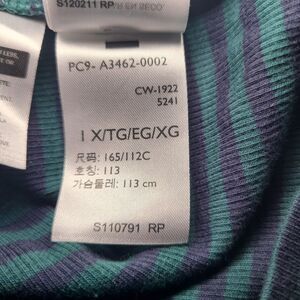 S120211 RP
PC9- A3462-0002
CW-1922
5241
1 X/TG/EG/XG
尺码: 165/112C
호칭: 113
가슴둘레: 113 cm
S110791 RP